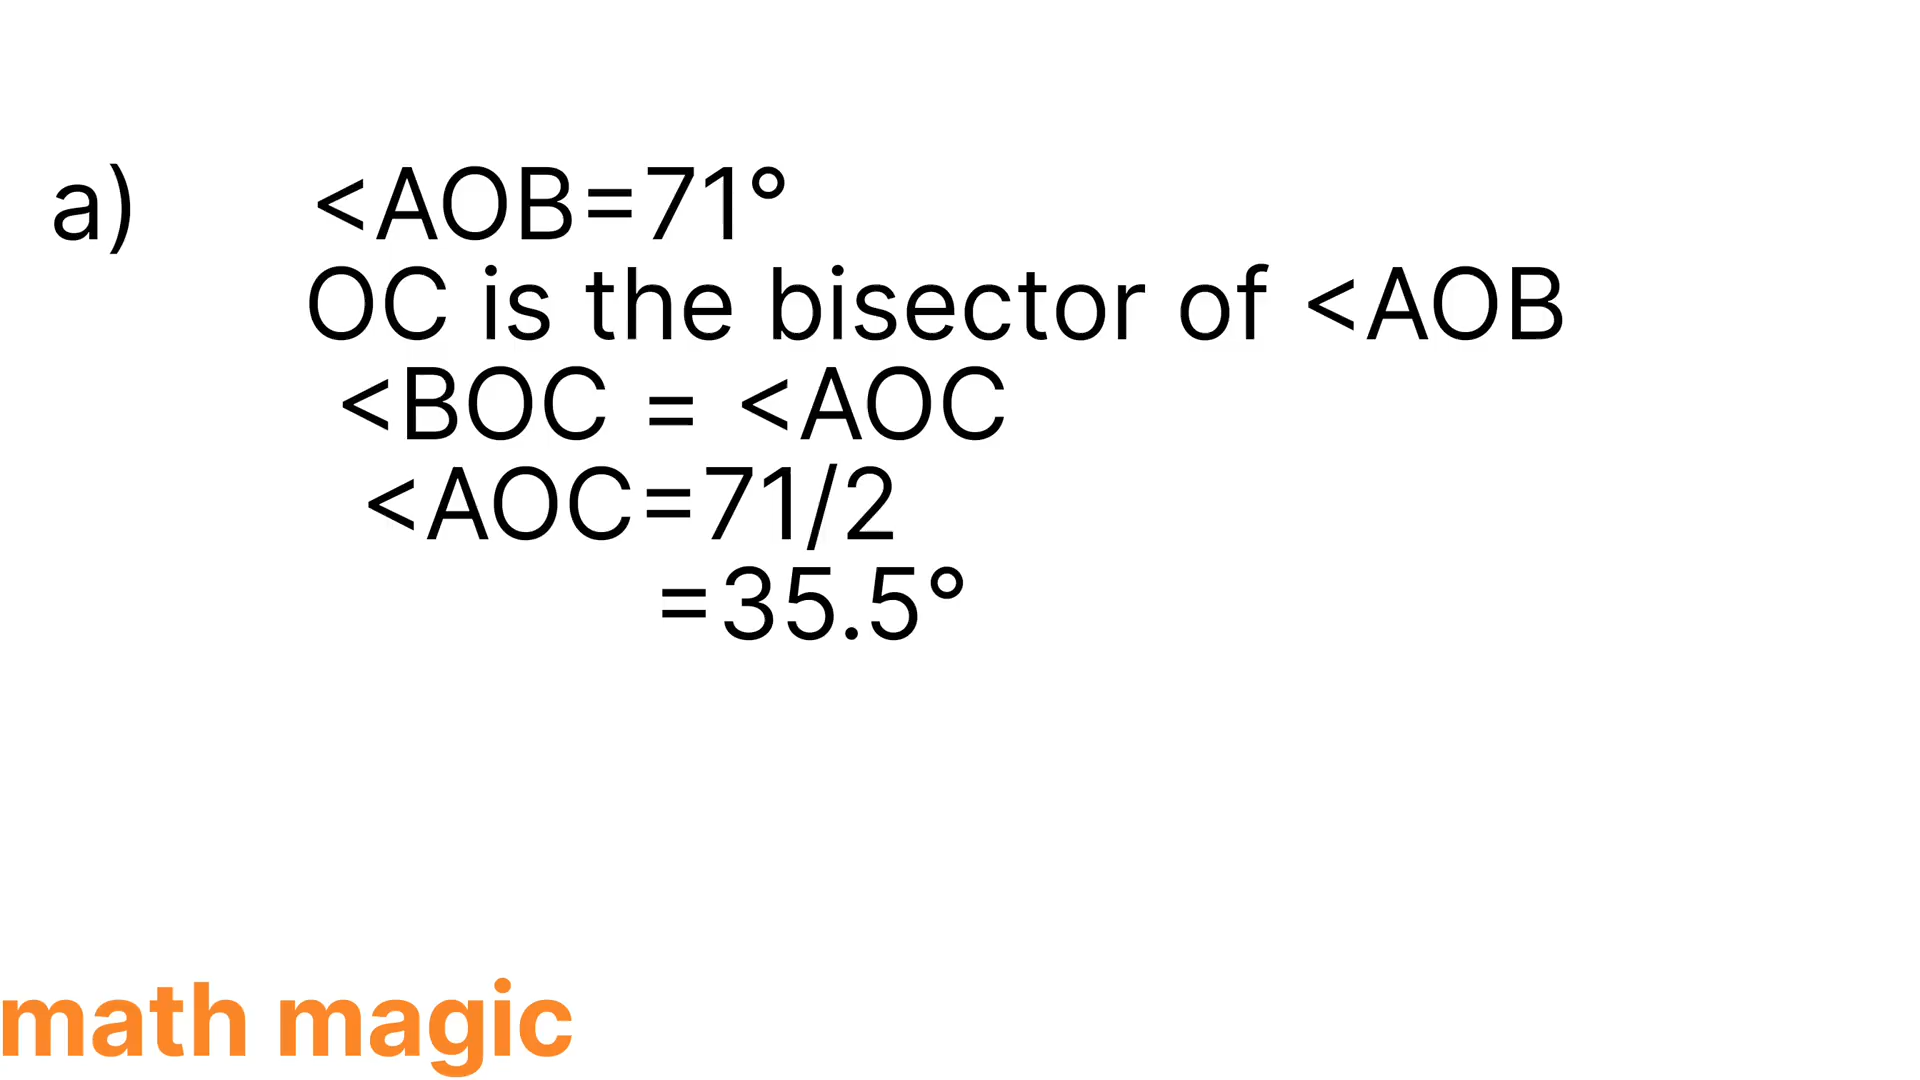 a) <AOB=71°
OC is the bisector of <AOB
<BOC = <AOC
<AOC=71/2
=35.5°
math magic